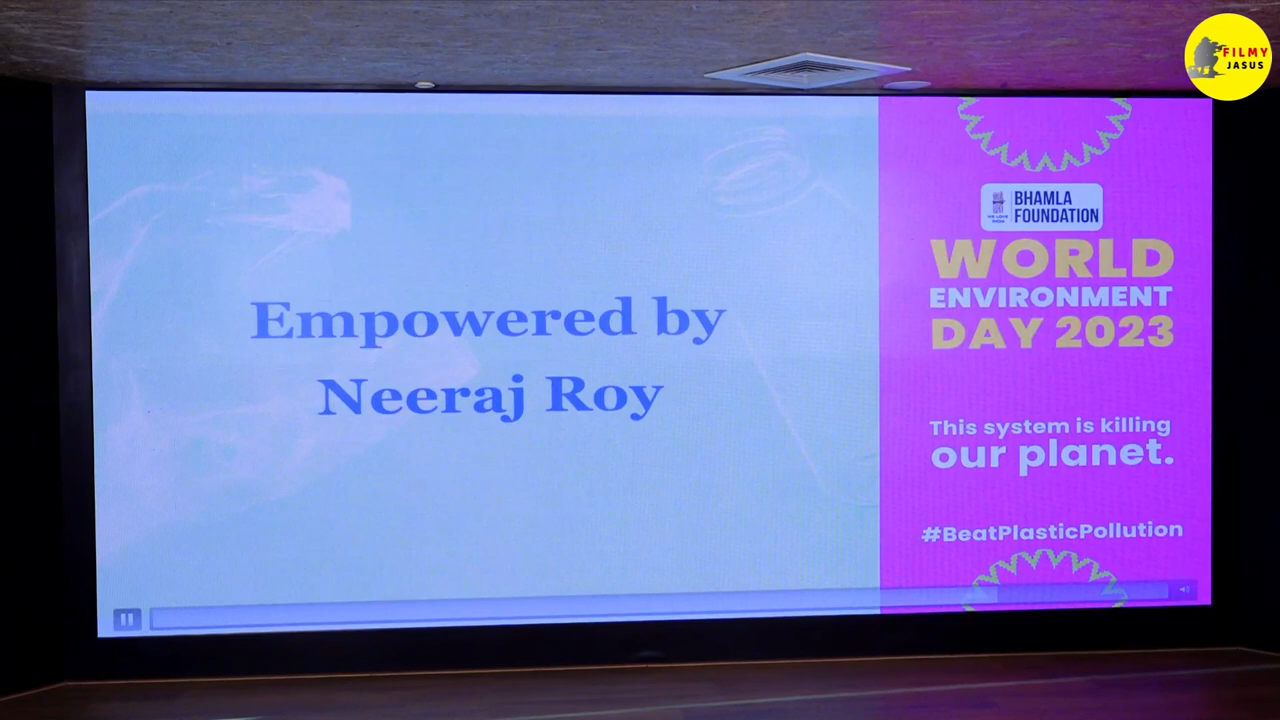 FILMY
JASUS
BHAMLA
FOUNDATION
WORLD
ENVIRONMENT
DAY 2023
Empowered by
Neeraj Roy
This system is killing
our planet.
#BeatPlasticPollution